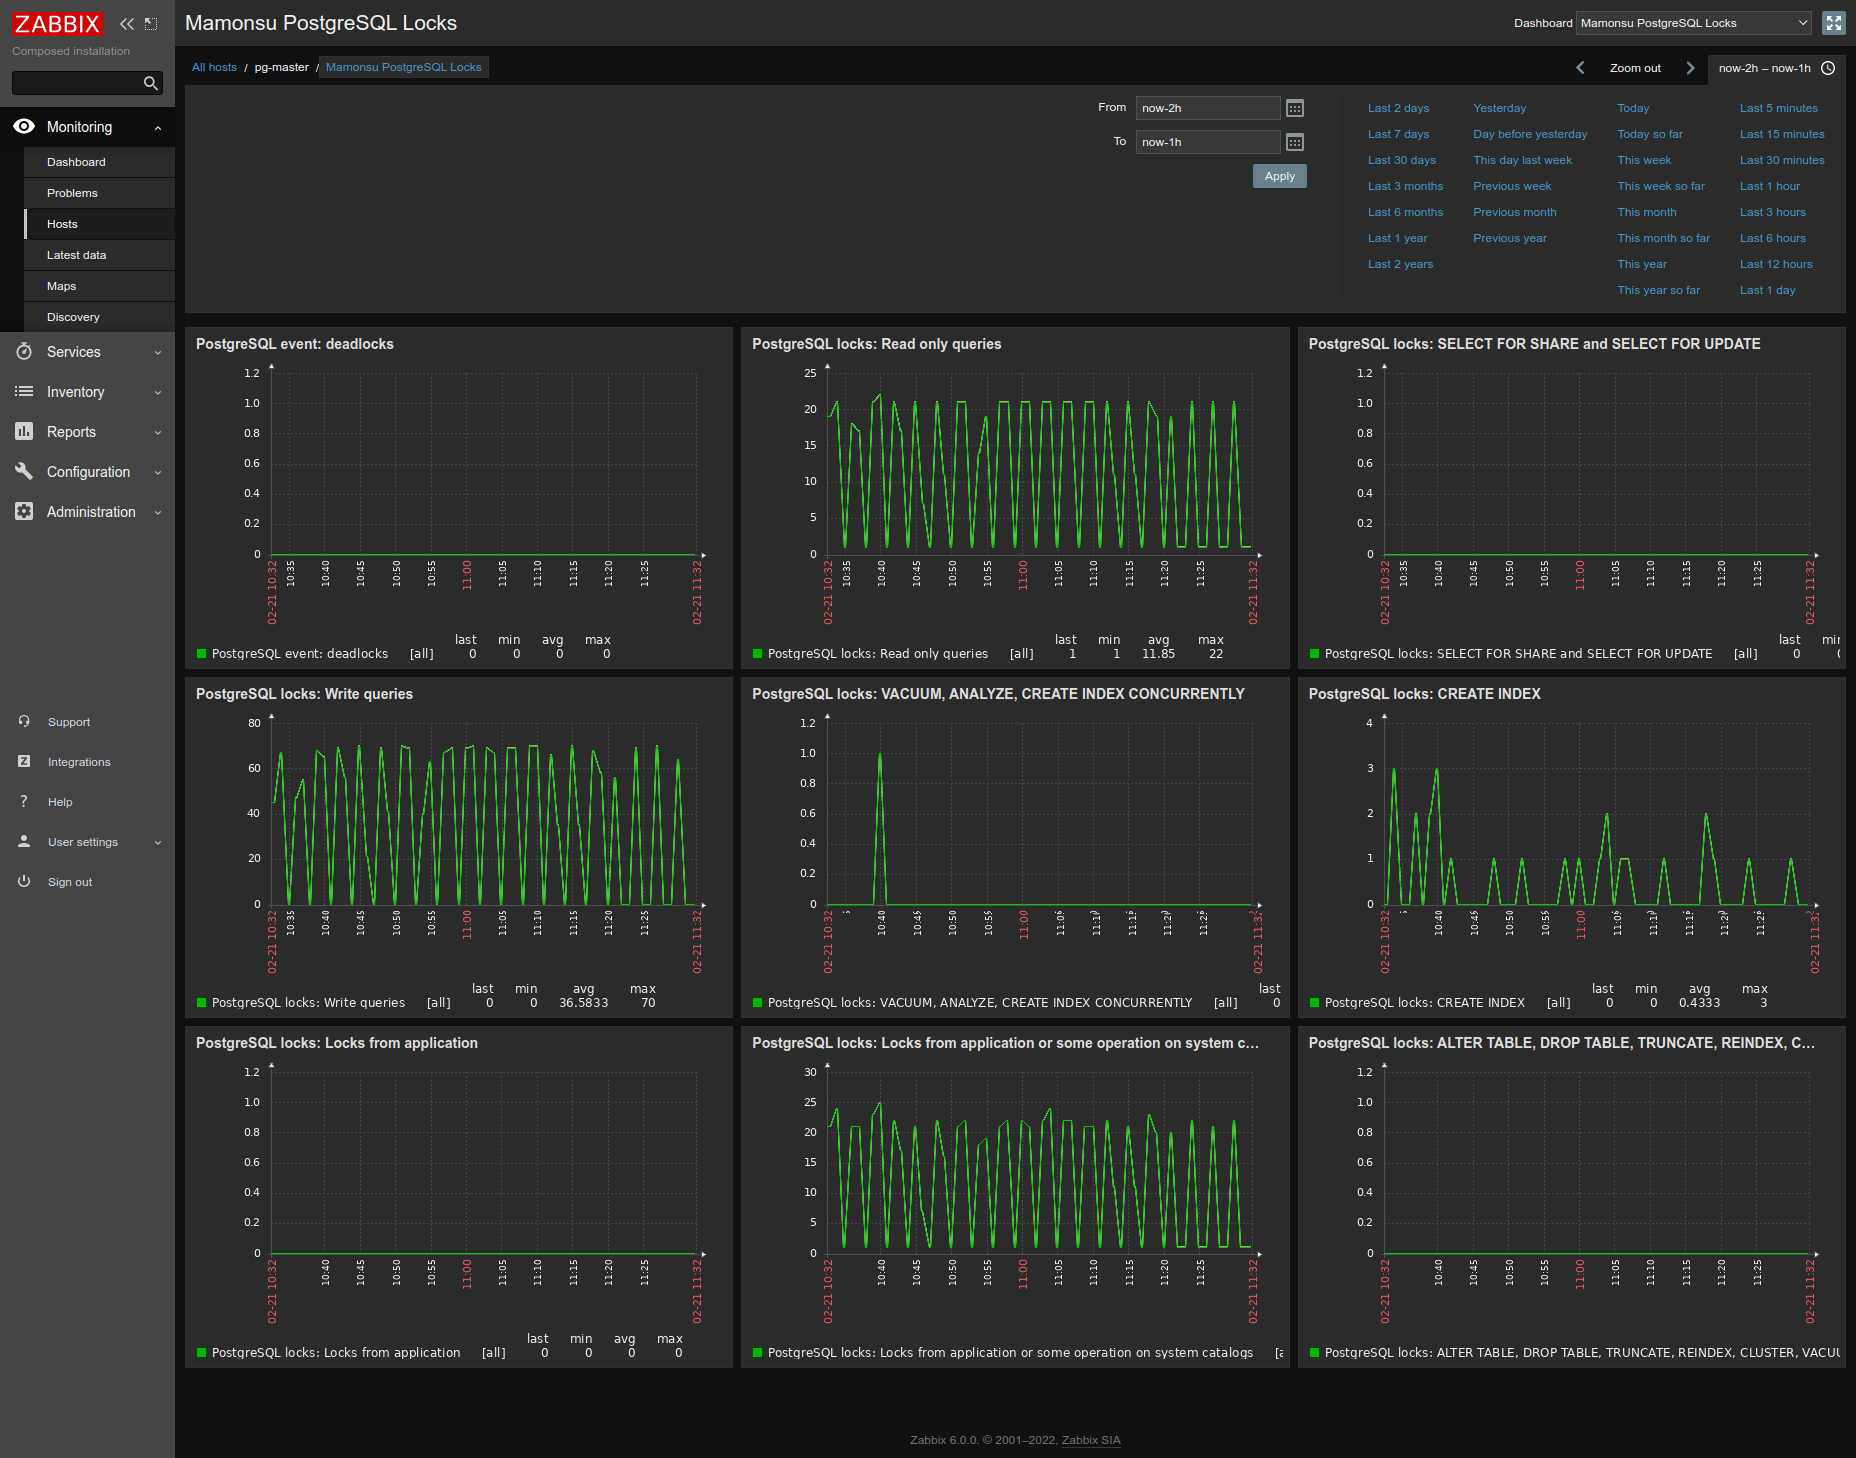 ZABBIX
Composed installation
Monitoring
Dashboard
Problems
Hosts
Latest data
Maps
Discovery
Services
Inventory
Reports
Configuration
Administration
Support
Integrations
Help
User settings
Sign out
Mamonsu PostgreSQL Locks
Dashboard Mamonsu PostgreSQL Locks
All hosts / pg-master / Mamonsu PostgreSQL Locks
Zoom out now-2h – now-1h
From now-2h
To now-1h
Apply
Last 2 days Yesterday Today Last 5 minutes
Last 7 days Day before yesterday Today so far Last 15 minutes
Last 30 days This day last week This week Last 30 minutes
Last 3 months Previous week This week so far Last 1 hour
Last 6 months Previous month This month Last 3 hours
Last 1 year Previous year This month so far Last 6 hours
Last 2 years This year Last 12 hours
This year so far Last 1 day
PostgreSQL event: deadlocks
1.2
1.0
0.8
0.6
0.4
0.2
0
02-21 10:32 10:35 10:40 10:45 10:50 10:55 11:00 11:05 11:10 11:15 11:20 11:25 02-21 11:32
last min avg max
PostgreSQL event: deadlocks [all] 0 0 0 0
PostgreSQL locks: Read only queries
25
20
15
10
5
0
02-21 10:32 10:35 10:40 10:45 10:50 10:55 11:00 11:05 11:10 11:15 11:20 11:25 02-21 11:32
last min avg max
PostgreSQL locks: Read only queries [all] 1 1 11.85 22
PostgreSQL locks: SELECT FOR SHARE and SELECT FOR UPDATE
1.2
1.0
0.8
0.6
0.4
0.2
0
02-21 10:32 10:35 10:40 10:45 10:50 10:55 11:00 11:05 11:10 11:15 11:20 11:25 02-21 11:32
last
PostgreSQL locks: SELECT FOR SHARE and SELECT FOR UPDATE [all] 0
PostgreSQL locks: Write queries
80
60
40
20
0
02-21 10:32 10:35 10:40 10:45 10:50 10:55 11:00 11:05 11:10 11:15 11:20 11:25 02-21 11:32
last min avg max
PostgreSQL locks: Write queries [all] 0 0 36.5833 70
PostgreSQL locks: VACUUM, ANALYZE, CREATE INDEX CONCURRENTLY
1.2
1.0
0.8
0.6
0.4
0.2
0
02-21 10:32 10:40 10:45 10:50 10:55 11:00
last
PostgreSQL locks: VACUUM, ANALYZE, CREATE INDEX CONCURRENTLY [all] 0
PostgreSQL locks: CREATE INDEX
4
3
2
1
0
02-21 10:32 10:40 10:45 10:50 10:55 11:00
last min avg max
PostgreSQL locks: CREATE INDEX [all] 0 0 0.4333 3
PostgreSQL locks: Locks from application
1.2
1.0
0.8
0.6
0.4
0.2
0
02-21 10:32 10:40 10:45 10:50 10:55 11:00 11:05 11:10 11:15 11:20 11:25 02-21 11:32
last min avg max
PostgreSQL locks: Locks from application [all] 0 0 0 0
PostgreSQL locks: Locks from application or some operation on system c...
30
25
20
15
10
5
0
02-21 10:32 10:40 10:45 10:50 10:55 11:00 11:05 11:10 11:15 11:20 11:25 02-21 11:32
PostgreSQL locks: Locks from application or some operation on system catalogs
PostgreSQL locks: ALTER TABLE, DROP TABLE, TRUNCATE, REINDEX, C...
1.2
1.0
0.8
0.6
0.4
0.2
0
02-21 10:32 10:40 10:45 10:50 10:55 11:00 11:05 11:10 11:15 11:20 11:25 02-21 11:32
PostgreSQL locks: ALTER TABLE, DROP TABLE, TRUNCATE, REINDEX, CLUSTER,
Zabbix 6.0.0. © 2001–2022, Zabbix SIA